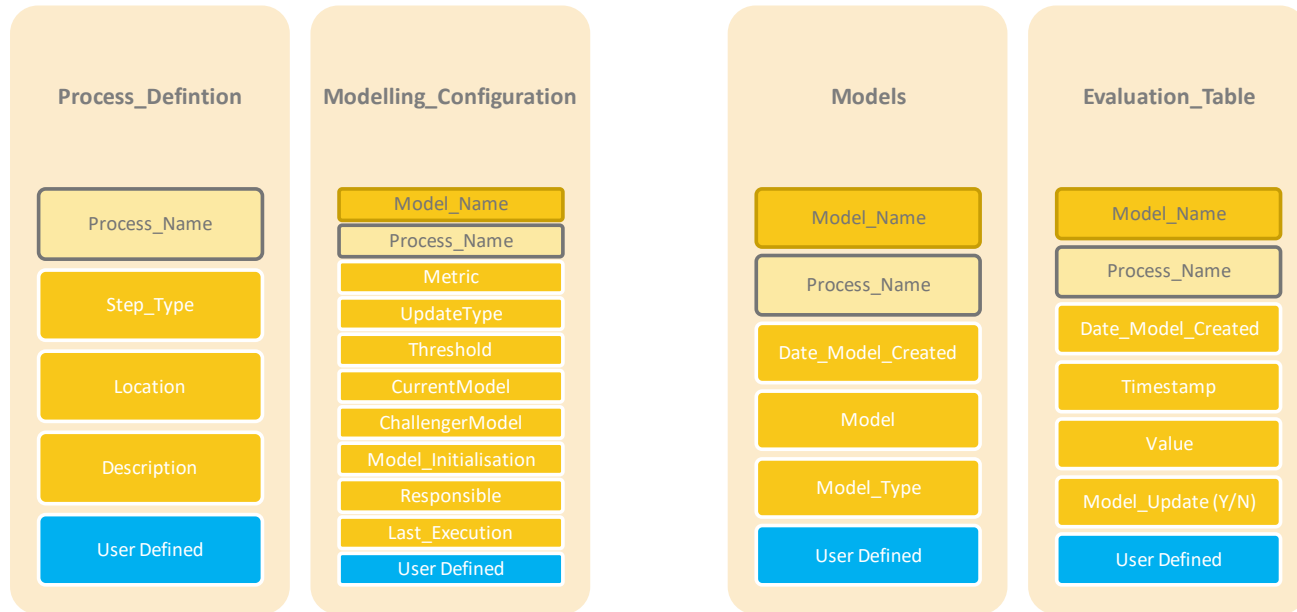 Process_Defintion
Process_Name
Step_Type
Location
Description
User Defined
Modelling_Configuration
Model_Name
Process_Name
Metric
UpdateType
Threshold
CurrentModel
ChallengerModel
Model_Initialisation
Responsible
Last_Execution
User Defined
Models
Model_Name
Process_Name
Date_Model_Created
Model
Model_Type
User Defined
Evaluation_Table
Model_Name
Process_Name
Date_Model_Created
Timestamp
Value
Model_Update (Y/N)
User Defined